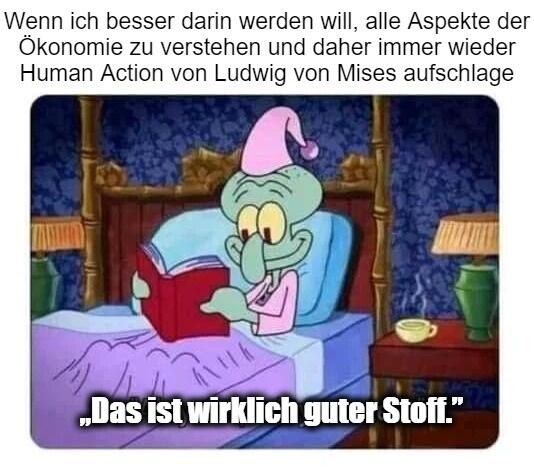 Wenn ich besser darin werden will, alle Aspekte der
Ökonomie zu verstehen und daher immer wieder
Human Action von Ludwig von Mises aufschlage
„Das ist wirklich guter Stoff.”